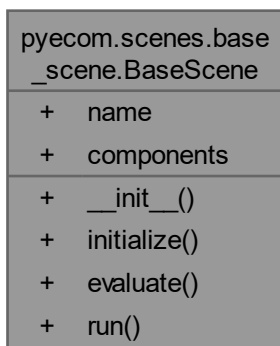 pyecom.scenes.base
_scene.BaseScene
+ name
+ components
+ __init__()
+ initialize()
+ evaluate()
+ run()